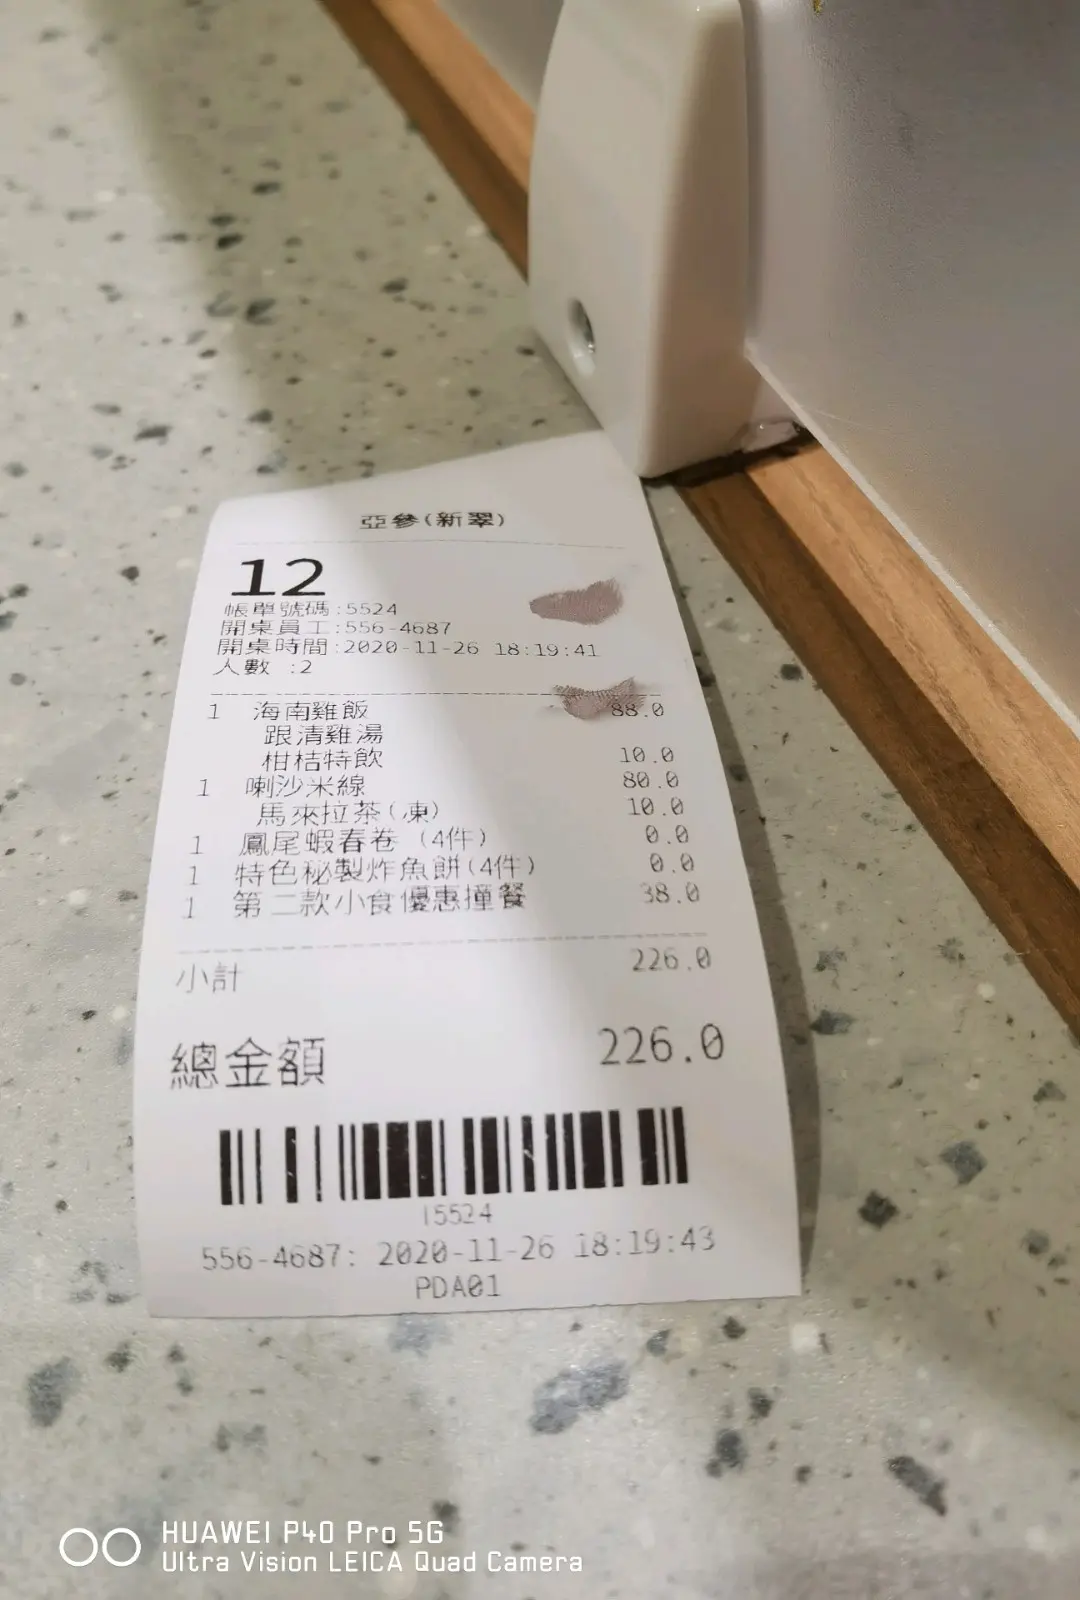 亞參(新翠)
12
帳單號碼:5524
開桌員工:556-4687
開桌時間:2020-11-26 18:19:41
人數 :2
1 海南雞飯 88.0
跟清雞湯
柑桔特飲 10.0
1 喇沙米線 80.0
馬來拉茶(凍) 10.0
1 鳳尾蝦春卷 (4件) 0.0
1 特色秘製炸魚餅(4件) 0.0
1 第二款小食優惠撞餐 38.0
小計 226.0
總金額 226.0
15524
556-4687: 2020-11-26 18:19:43
PDA01
HUAWEI P40 Pro 5G
Ultra Vision LEICA Quad Camera